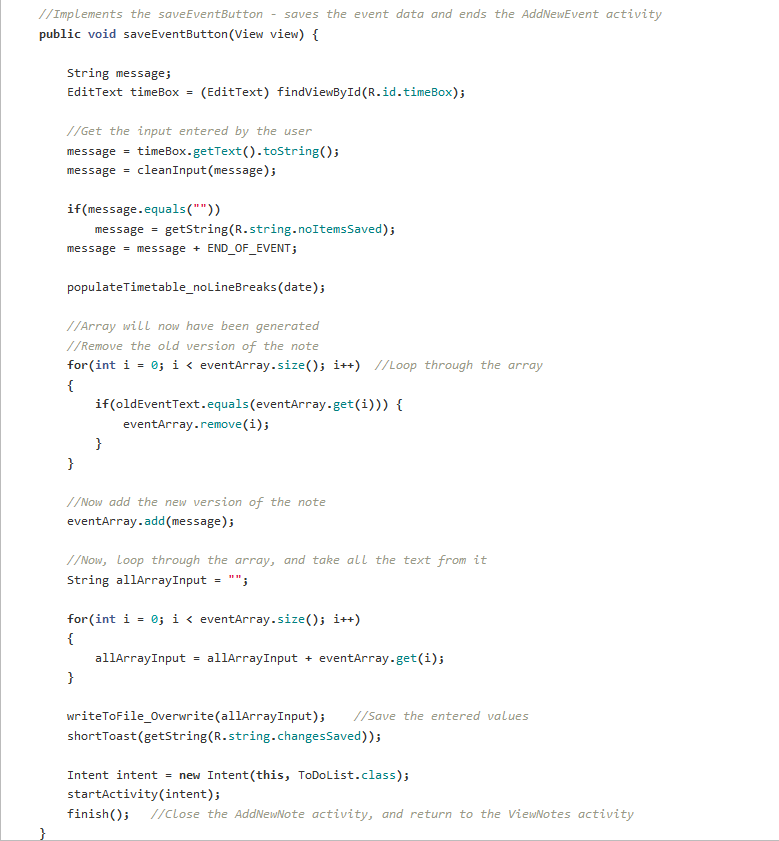 //Implements the saveEventButton - saves the event data and ends the AddNewEvent activity
public void saveEventButton(View view) {
String message;
EditText timeBox = (EditText) findViewById(R.id.timeBox);
//Get the input entered by the user
message = timeBox.getText().toString();
message = cleanInput(message);
if(message.equals(""))
message = getString(R.string.noItemsSaved);
message = message + END_OF_EVENT;
populateTimetable_noLineBreaks(date);
//Array will now have been generated
//Remove the old version of the note
for(int i = 0; i < eventArray.size(); i++)  //Loop through the array
{
if(oldEventText.equals(eventArray.get(i))) {
eventArray.remove(i);
}
}
//Now add the new version of the note
eventArray.add(message);
//Now, loop through the array, and take all the text from it
String allArrayInput = "";
for(int i = 0; i < eventArray.size(); i++)
{
allArrayInput = allArrayInput + eventArray.get(i);
}
writeToFile_Overwrite(allArrayInput);    //Save the entered values
shortToast(getString(R.string.changesSaved));
Intent intent = new Intent(this, ToDoList.class);
startActivity(intent);
finish();   //Close the AddNewNote activity, and return to the ViewNotes activity
}